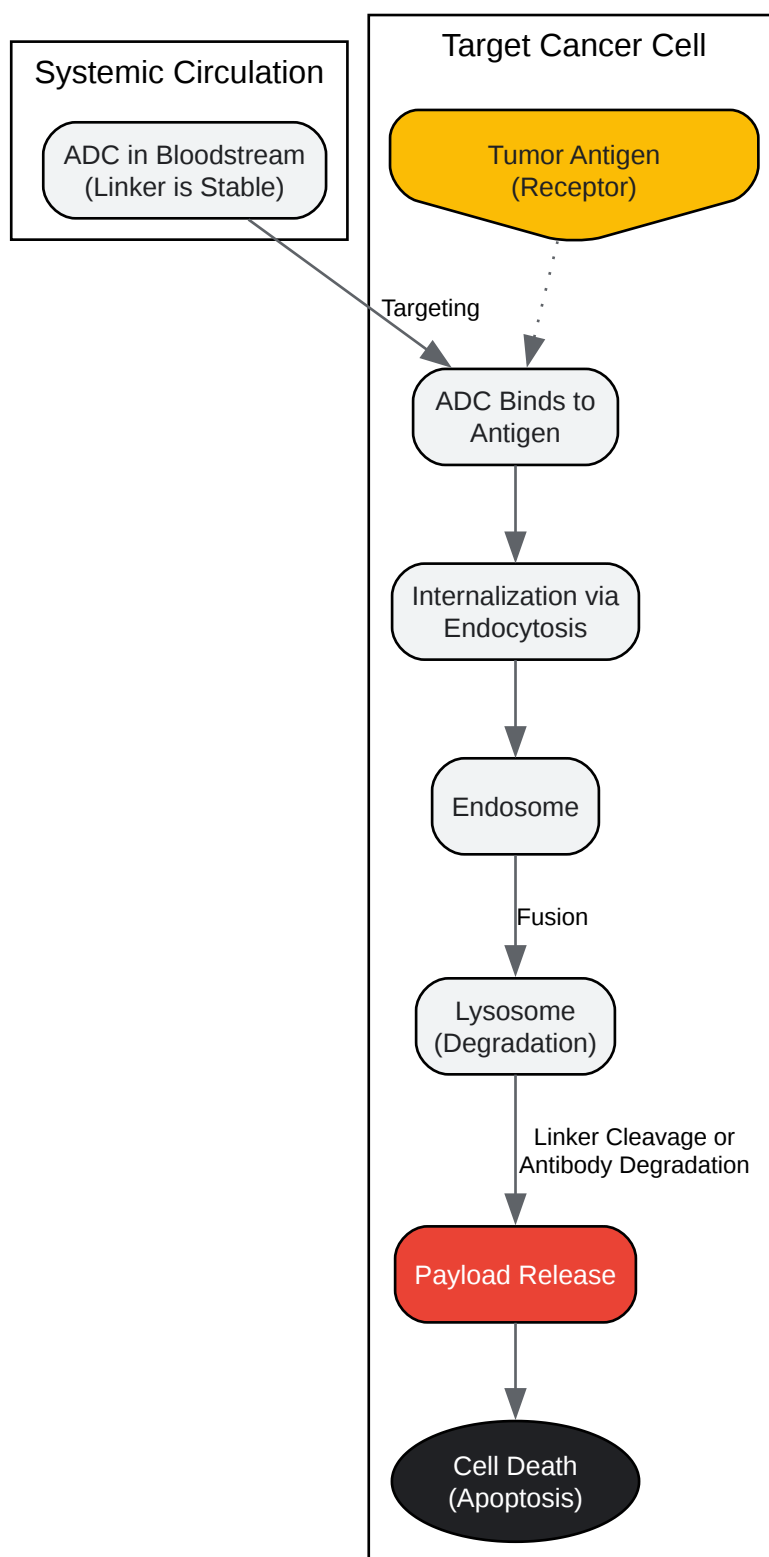 Systemic Circulation
Target Cancer Cell
ADC in Bloodstream
(Linker is Stable)
Tumor Antigen
(Receptor)
Targeting
ADC Binds to
Antigen
Internalization via
Endocytosis
Endosome
Fusion
Lysosome
(Degradation)
Linker Cleavage or
Antibody Degradation
Payload Release
Cell Death
(Apoptosis)